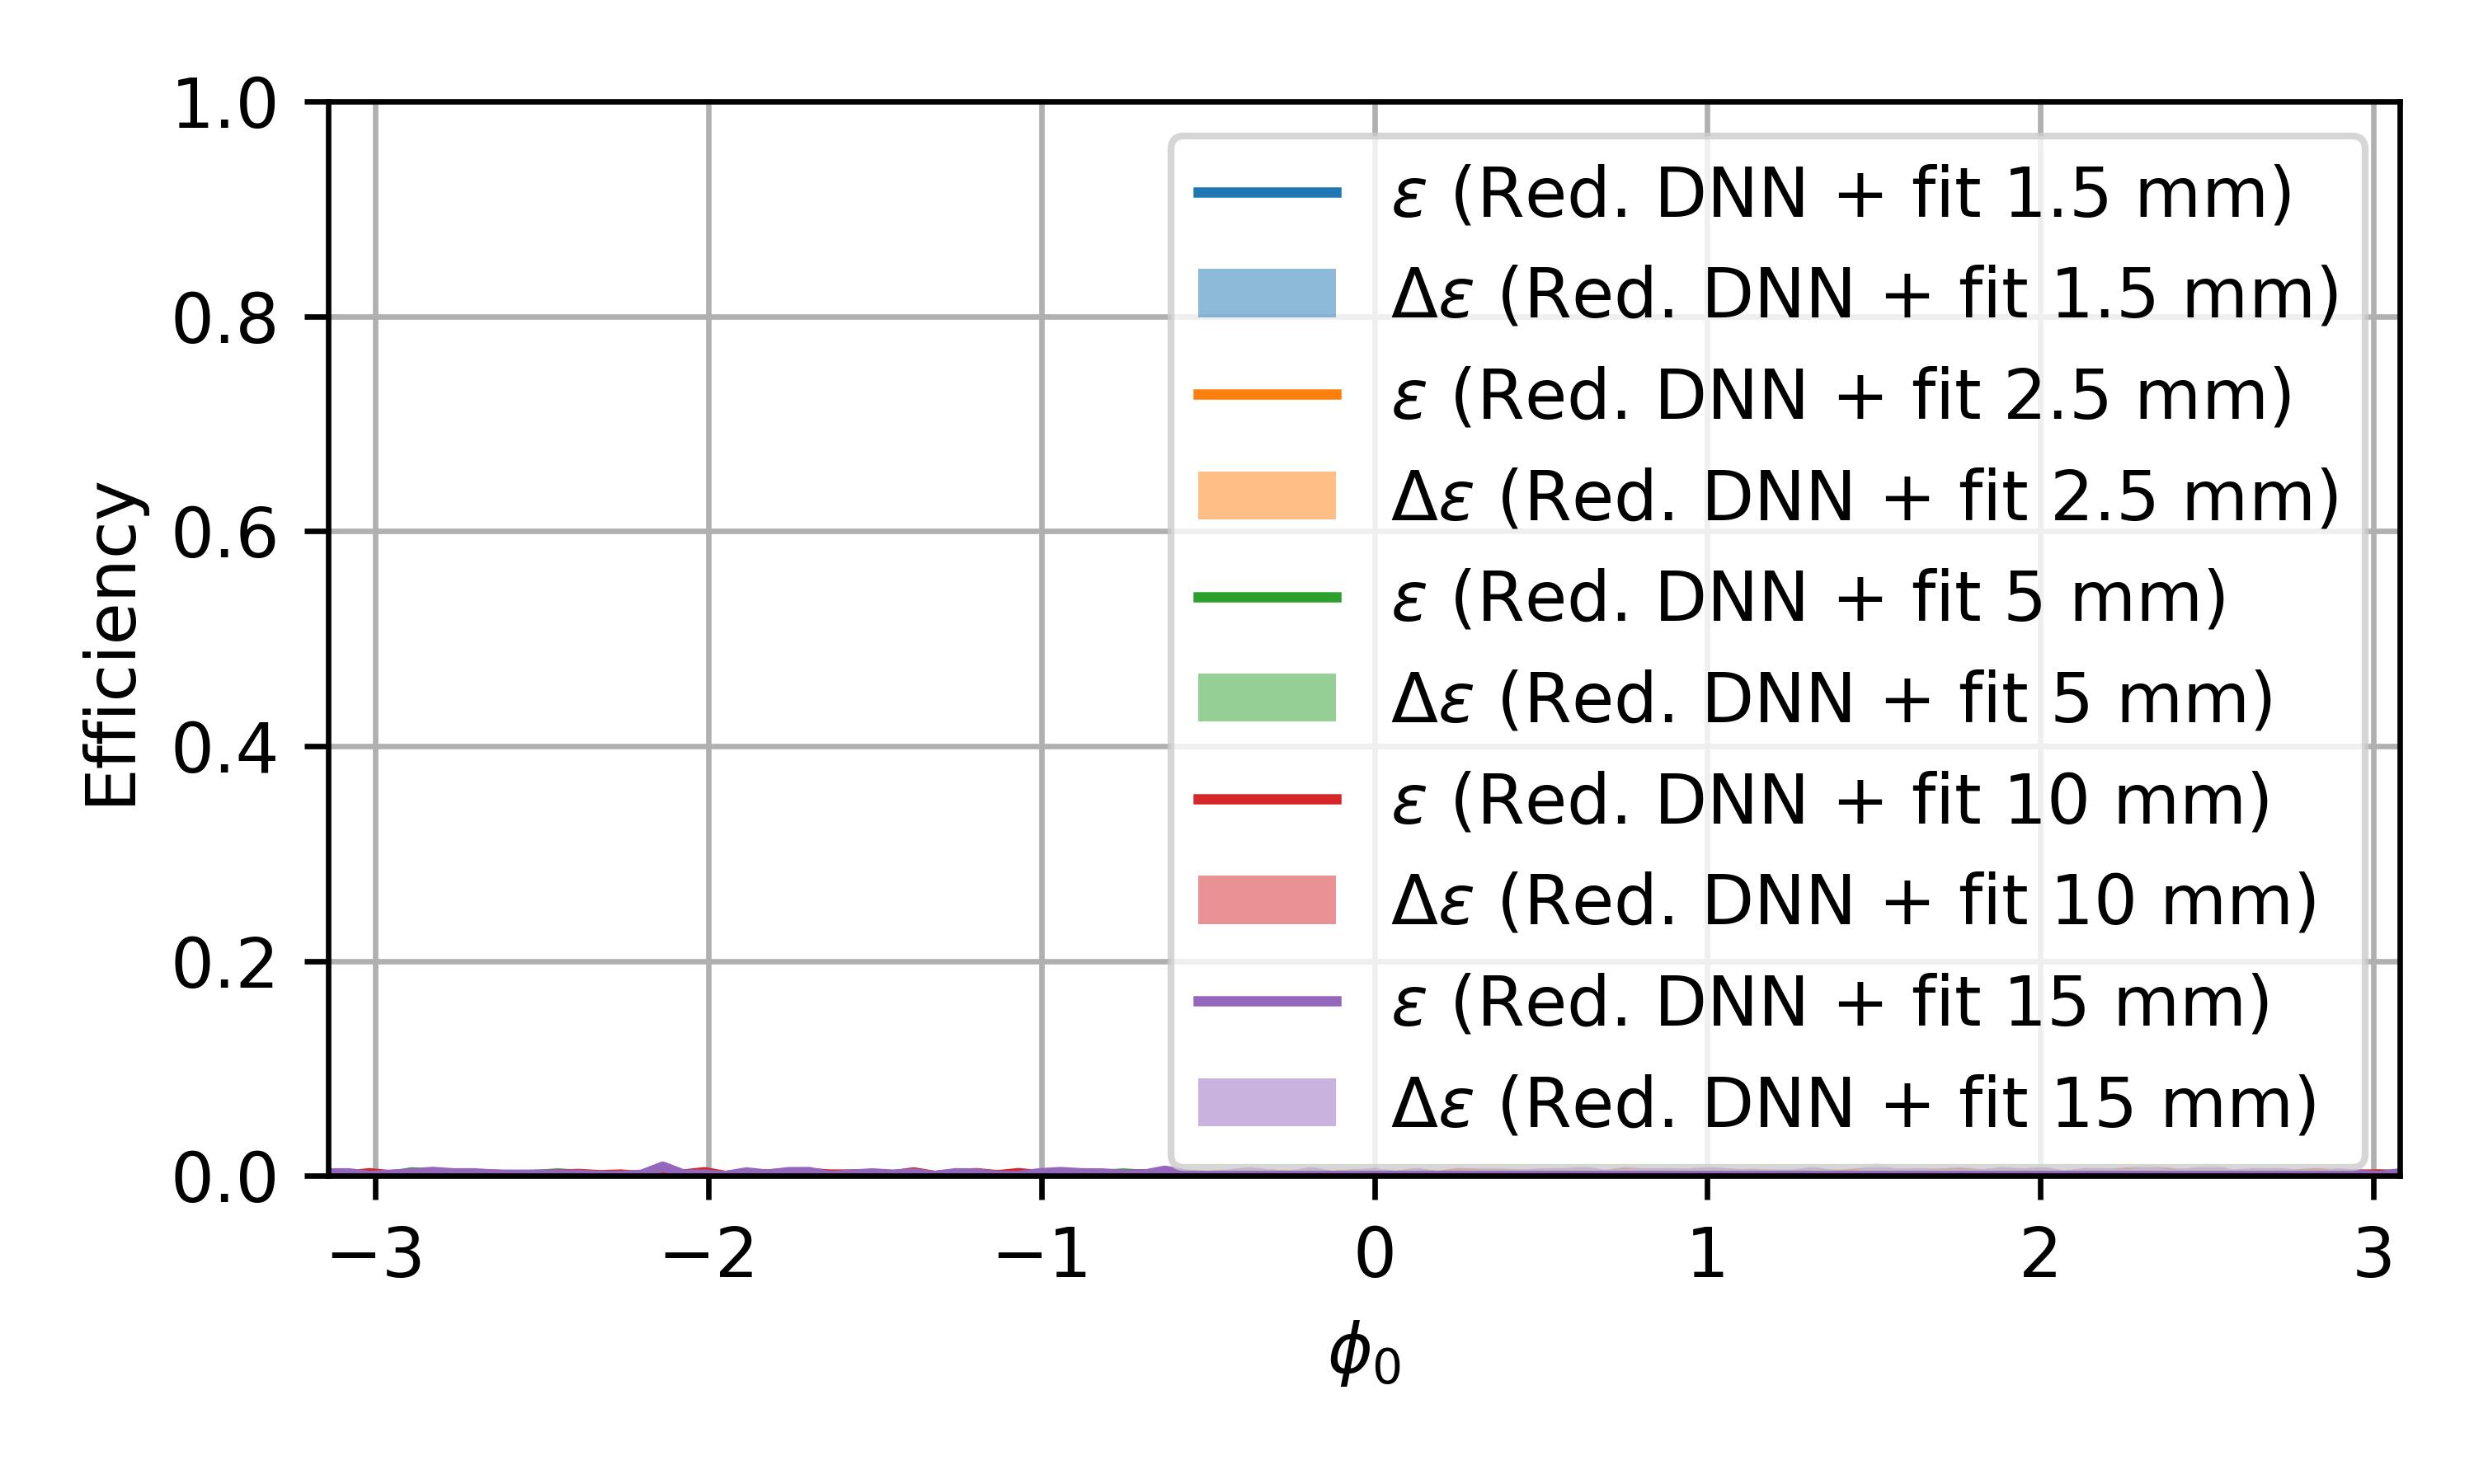 1.0
0.8
0.6
0.4
0.2
0.0
Efficiency
ε (Red. DNN + fit 1.5 mm)
Δε (Red. DNN + fit 1.5 mm)
ε (Red. DNN + fit 2.5 mm)
Δε (Red. DNN + fit 2.5 mm)
ε (Red. DNN + fit 5 mm)
Δε (Red. DNN + fit 5 mm)
ε (Red. DNN + fit 10 mm)
Δε (Red. DNN + fit 10 mm)
ε (Red. DNN + fit 15 mm)
Δε (Red. DNN + fit 15 mm)
−3 −2 −1 0 1 2 3
ϕ₀